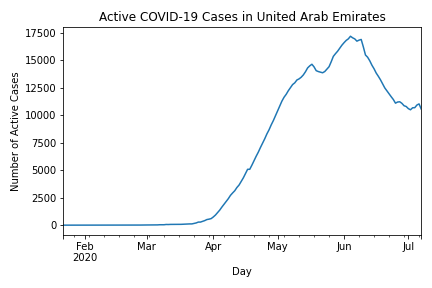 Active COVID-19 Cases in United Arab Emirates
17500
15000
12500
10000
7500
5000
2500
0
Number of Active Cases
Feb Mar Apr May Jun Jul
2020
Day